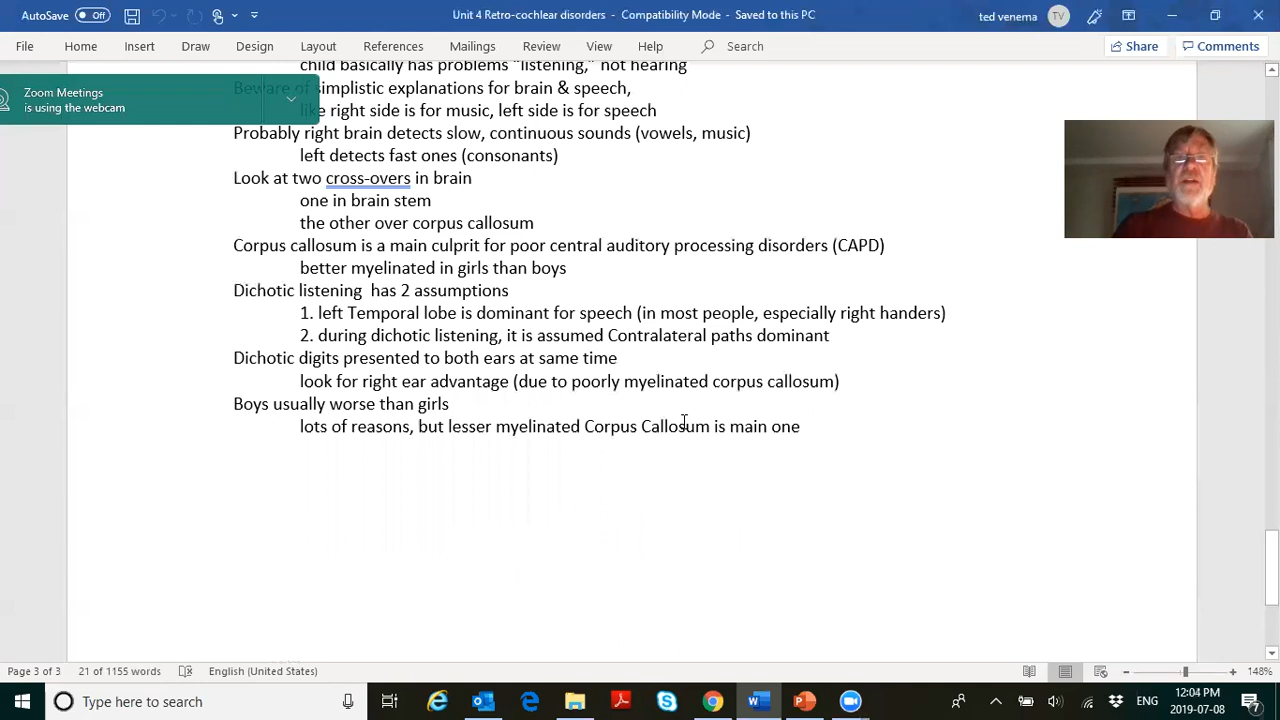 AutoSave Off
Unit 4 Retro-cochlear disorders - Compatibility Mode - Saved to this PC
ted venema TV
File Home Insert Draw Design Layout References Mailings Review View Help Search Share Comments
child basically has problems "listening," not hearing
Zoom Meetings
is using the webcam
Beware of simplistic explanations for brain & speech,
like right side is for music, left side is for speech
Probably right brain detects slow, continuous sounds (vowels, music)
left detects fast ones (consonants)
Look at two cross-overs in brain
one in brain stem
the other over corpus callosum
Corpus callosum is a main culprit for poor central auditory processing disorders (CAPD)
better myelinated in girls than boys
Dichotic listening  has 2 assumptions
1. left Temporal lobe is dominant for speech (in most people, especially right handers)
2. during dichotic listening, it is assumed Contralateral paths dominant
Dichotic digits presented to both ears at same time
look for right ear advantage (due to poorly myelinated corpus callosum)
Boys usually worse than girls
lots of reasons, but lesser myelinated Corpus Callosum is main one
Page 3 of 3 21 of 1155 words English (United States) 148%
Type here to search
ENG
12:04 PM
2019-07-08
7